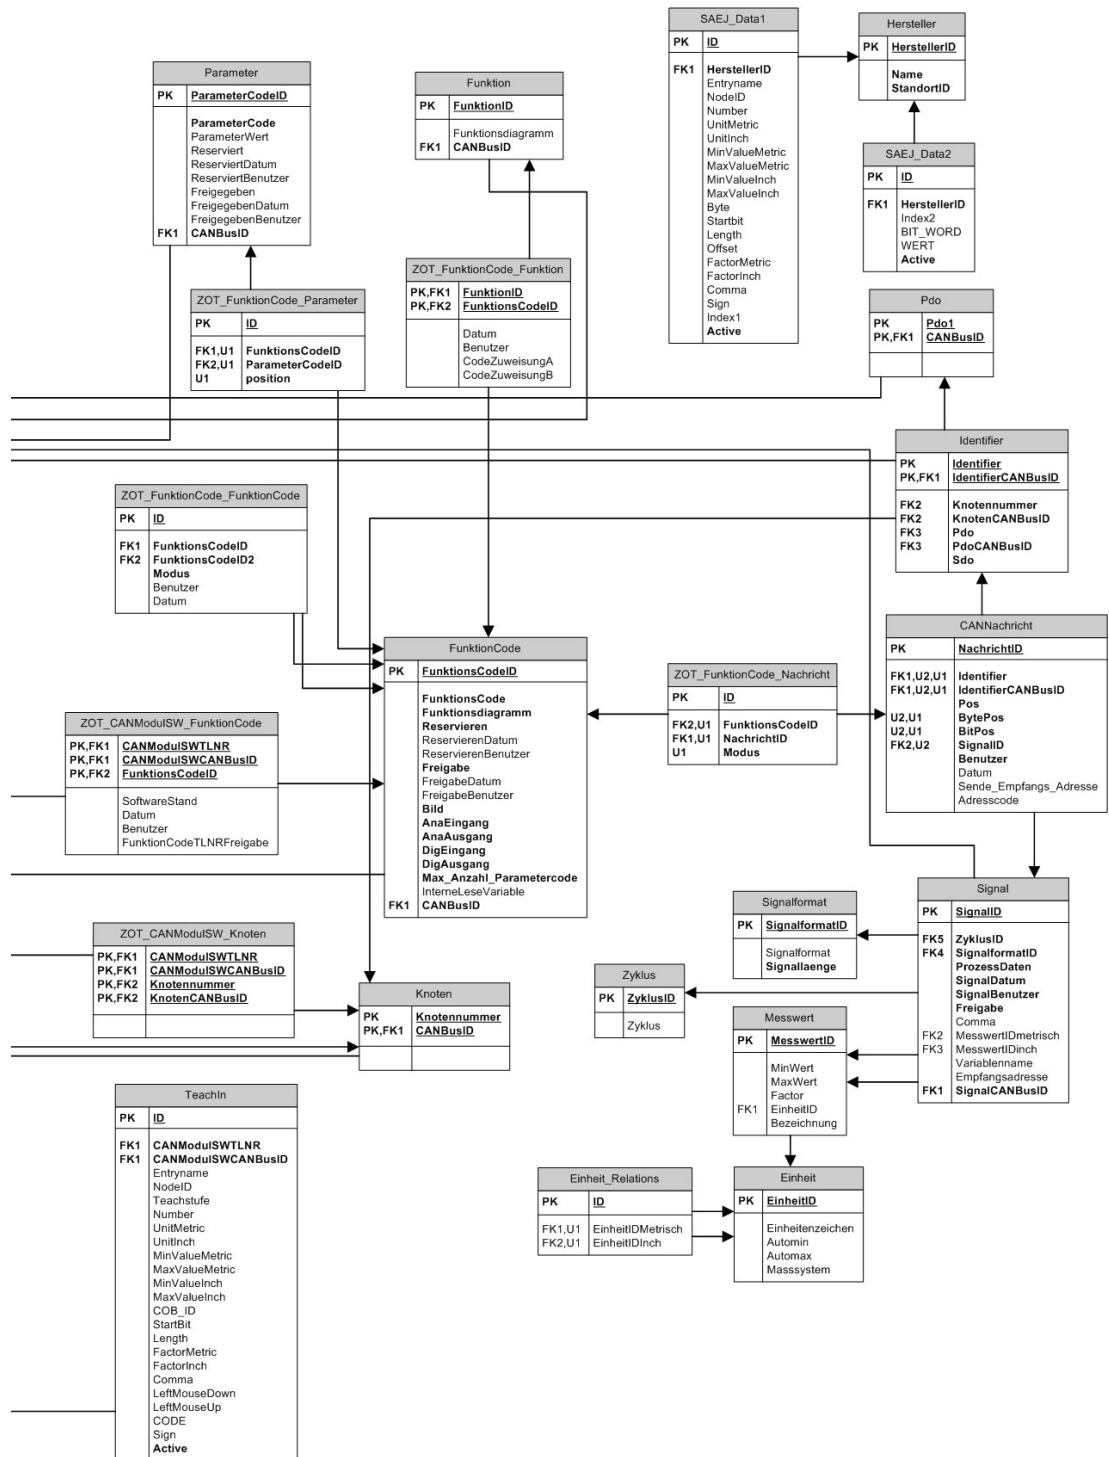 SAEJ_Data1
PK ID
FK1 HerstellerID
Entryname
NodeID
Number
UnitMetric
UnitInch
MinValueMetric
MaxValueMetric
MinValueInch
MaxValueInch
Byte
Startbit
Length
Offset
FactorMetric
FactorInch
Comma
Sign
Index1
Active
Hersteller
PK HerstellerID
Name
StandortID
Parameter
PK ParameterCodeID
ParameterCode
ParameterWert
Reserviert
ReserviertDatum
ReserviertBenutzer
Freigegeben
FreigegebenDatum
FreigegebenBenutzer
FK1 CANBusID
Funktion
PK FunktionID
Funktionsdiagramm
FK1 CANBusID
SAEJ_Data2
PK ID
FK1 HerstellerID
Index2
BIT_WORD
WERT
Active
ZOT_FunktionCode_Parameter
PK ID
FK1,U1 FunktionsCodeID
FK2,U1 ParameterCodeID
U1 position
ZOT_FunktionCode_Funktion
PK,FK1 FunktionID
PK,FK2 FunktionsCodeID
Datum
Benutzer
CodeZuweisungA
CodeZuweisungB
Pdo
PK Pdo1
PK,FK1 CANBusID
Identifier
PK Identifier
PK,FK1 IdentifierCANBusID
FK2 Knotennummer
FK2 KnotenCANBusID
FK3 Pdo
FK3 PdoCANBusID
Sdo
ZOT_FunktionCode_FunktionCode
PK ID
FK1 FunktionsCodeID
FK2 FunktionsCodeID2
Modus
Benutzer
Datum
FunktionCode
PK FunktionsCodeID
FunktionsCode
Funktionsdiagramm
Reservieren
ReservierenDatum
ReservierenBenutzer
Freigabe
FreigabeDatum
FreigabeBenutzer
Bild
AnaEingang
AnaAusgang
DigEingang
DigAusgang
Max_Anzahl_Parametercode
InterneLeseVariable
FK1 CANBusID
ZOT_FunktionCode_Nachricht
PK ID
FK2,U1 FunktionsCodeID
FK1,U1 NachrichtID
U1 Modus
CANNachricht
PK NachrichtID
FK1,U2,U1 Identifier
FK1,U2,U1 IdentifierCANBusID
Pos
U2,U1 BytePos
U2,U1 BitPos
FK2,U2 SignalID
Benutzer
Datum
Sende_Empfangs_Adresse
Adresscode
ZOT_CANModulSW_FunktionCode
PK,FK1 CANModulSWTLNR
PK,FK1 CANModulSWCANBusID
PK,FK2 FunktionsCodeID
SoftwareStand
Datum
Benutzer
FunktionCodeTLNRFreigabe
ZOT_CANModulSW_Knoten
PK,FK1 CANModulSWTLNR
PK,FK1 CANModulSWCANBusID
PK,FK2 Knotennummer
PK,FK2 KnotenCANBusID
Knoten
PK Knotennummer
PK,FK1 CANBusID
Signalformat
PK SignalformatID
Signalformat
Signallaenge
Zyklus
PK ZyklusID
Zyklus
Signal
PK SignalID
FK5 ZyklusID
FK4 SignalformatID
ProzessDaten
SignalDatum
SignalBenutzer
Freigabe
Comma
FK2 MesswertIDmetrisch
FK3 MesswertIDinch
Variablenname
Empfangsadresse
FK1 SignalCANBusID
Messwert
PK MesswertID
MinWert
MaxWert
Factor
FK1 EinheitID
Bezeichnung
TeachIn
PK ID
FK1 CANModulSWTLNR
FK1 CANModulSWCANBusID
Entryname
NodeID
Teachstufe
Number
UnitMetric
UnitInch
MinValueMetric
MaxValueMetric
MinValueInch
MaxValueInch
COB_ID
StartBit
Length
FactorMetric
FactorInch
Comma
LeftMouseDown
LeftMouseUp
CODE
Sign
Active
Einheit_Relations
PK ID
FK1,U1 EinheitIDMetrisch
FK2,U1 EinheitIDInch
Einheit
PK EinheitID
Einheitenzeichen
Automin
Automax
Masssystem